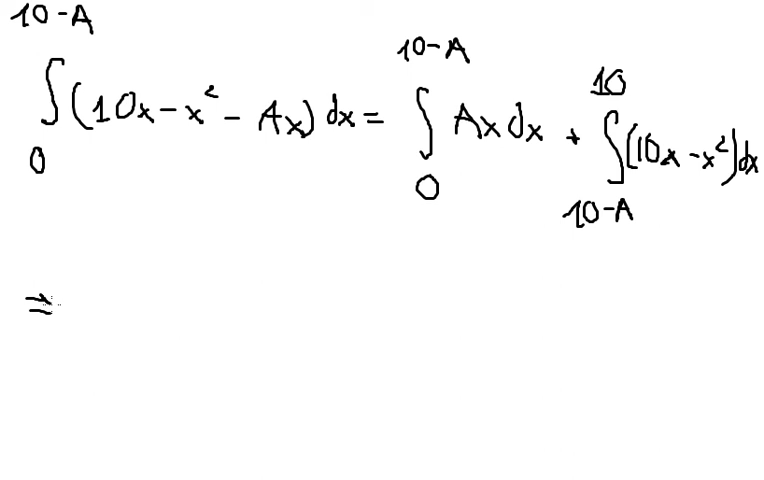 ∫₀^{10-A} (10x - x² - Ax) dx = ∫₀^{10-A} Ax dx + ∫_{10-A}^{10} (10x - x²) dx
⇒